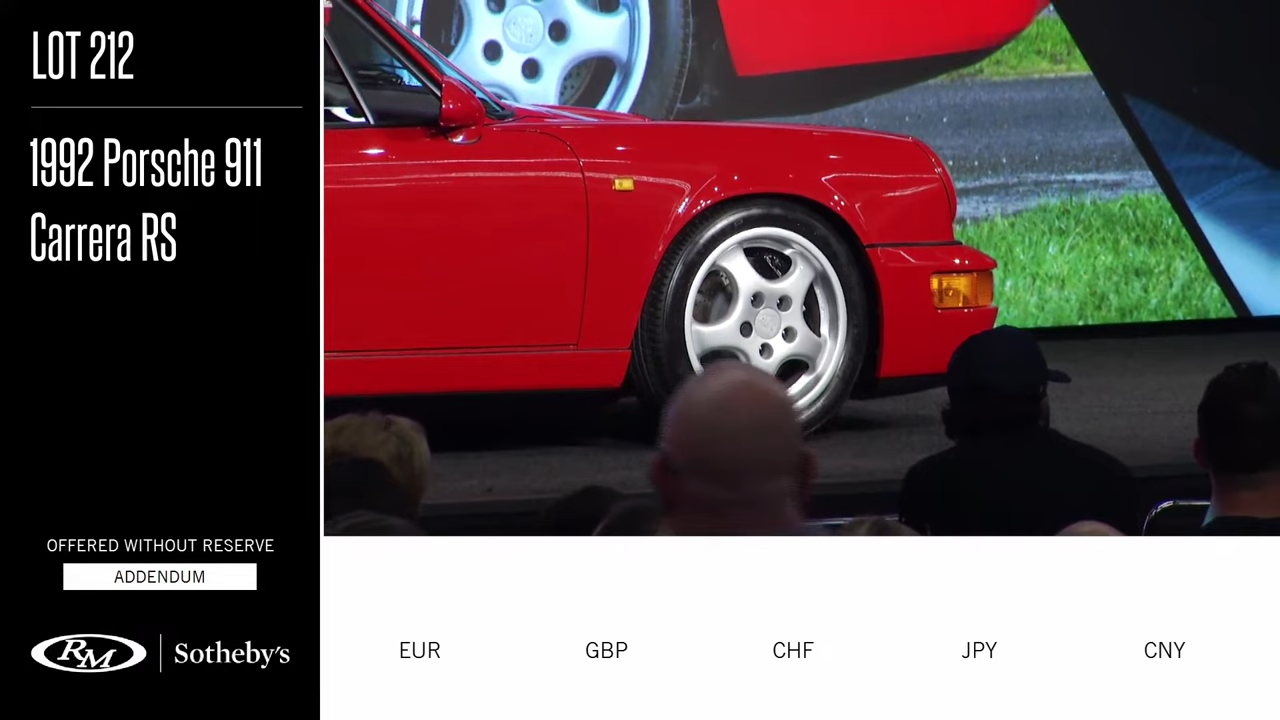 LOT 212
1992 Porsche 911
Carrera RS
OFFERED WITHOUT RESERVE
ADDENDUM
RM
Sotheby's
EUR GBP CHF JPY CNY